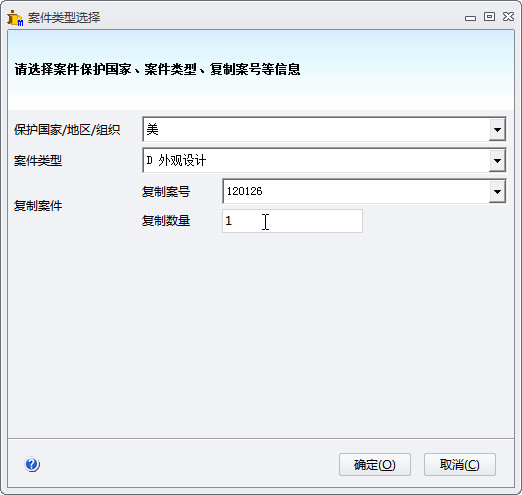 案件类型选择
请选择案件保护国家、案件类型、复制案号等信息
保护国家/地区/组织 美
案件类型 D 外观设计
复制案件
复制案号 120126
复制数量 1
确定(O) 取消(C)